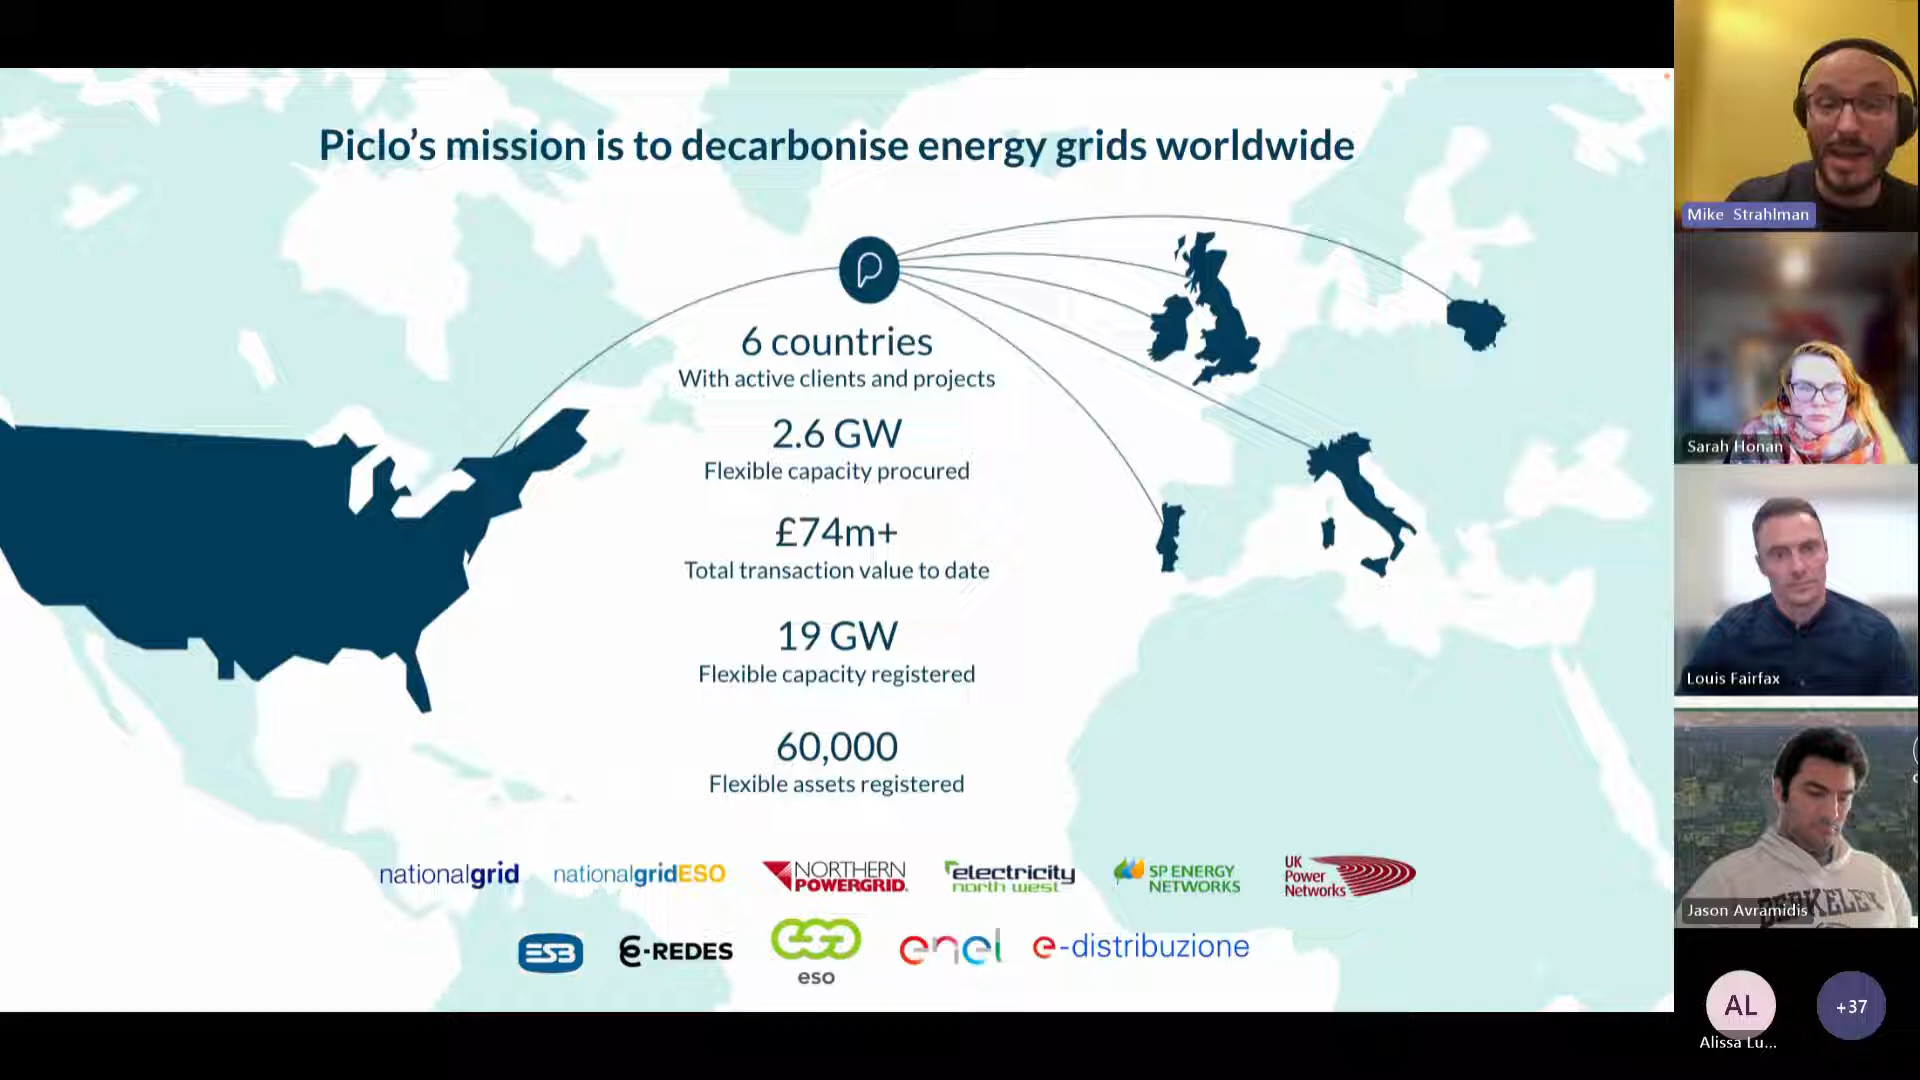 Piclo's mission is to decarbonise energy grids worldwide
6 countries
With active clients and projects
2.6 GW
Flexible capacity procured
£74m+
Total transaction value to date
19 GW
Flexible capacity registered
60,000
Flexible assets registered
nationalgrid
nationalgridESO
NORTHERN
POWERGRID
electricity
north west
SP ENERGY
NETWORKS
UK
Power
Networks
ESB
E-REDES
eso
enel
e-distribuzione
Mike Strahlman
Sarah Honan
Louis Fairfax
BERKELEY
Jason Avramidis
AL
+37
Alissa Lu...